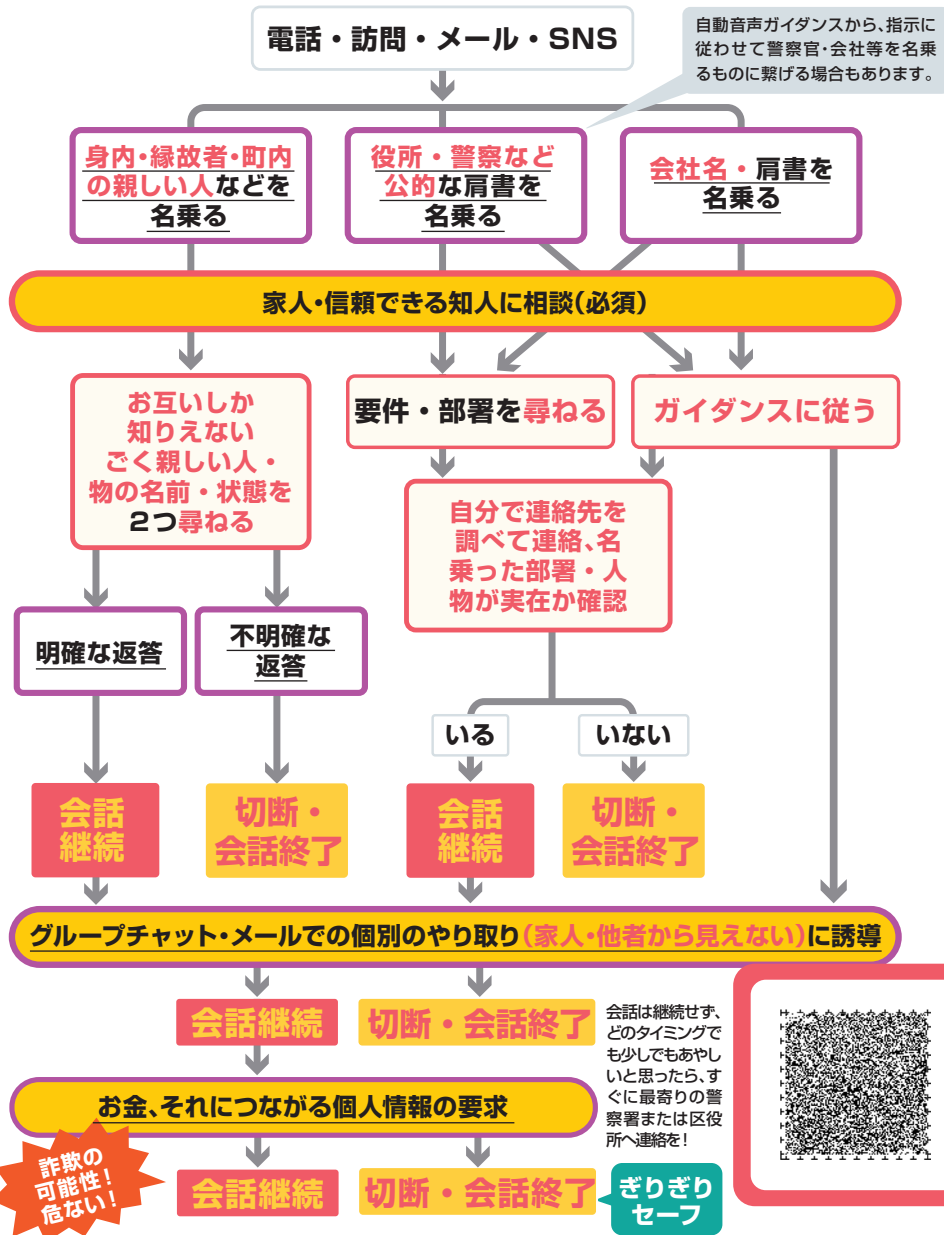 電話・訪問・メール・SNS
自動音声ガイダンスから、指示に
従わせて警察官・会社等を名乗
るものに繋げる場合もあります。
身内・縁故者・町内
の親しい人などを
名乗る
役所・警察など
公的な肩書を
名乗る
会社名・肩書を
名乗る
家人・信頼できる知人に相談(必須)
お互いしか
知りえない
ごく親しい人・
物の名前・状態を
2つ尋ねる
要件・部署を尋ねる
ガイダンスに従う
自分で連絡先を
調べて連絡、名
乗った部署・人
物が実在か確認
明確な返答
不明確な
返答
いる
いない
会話
継続
切断・
会話終了
会話
継続
切断・
会話終了
グループチャット・メールでの個別のやり取り(家人・他者から見えない)に誘導
会話継続
切断・会話終了
会話は継続せず、
どのタイミングで
も少しでもあやし
いと思ったら、す
ぐに最寄りの警
察署または区役
所へ連絡を!
お金、それにつながる個人情報の要求
詐欺の
可能性!
危ない!
会話継続
切断・会話終了
ぎりぎり
セーフ